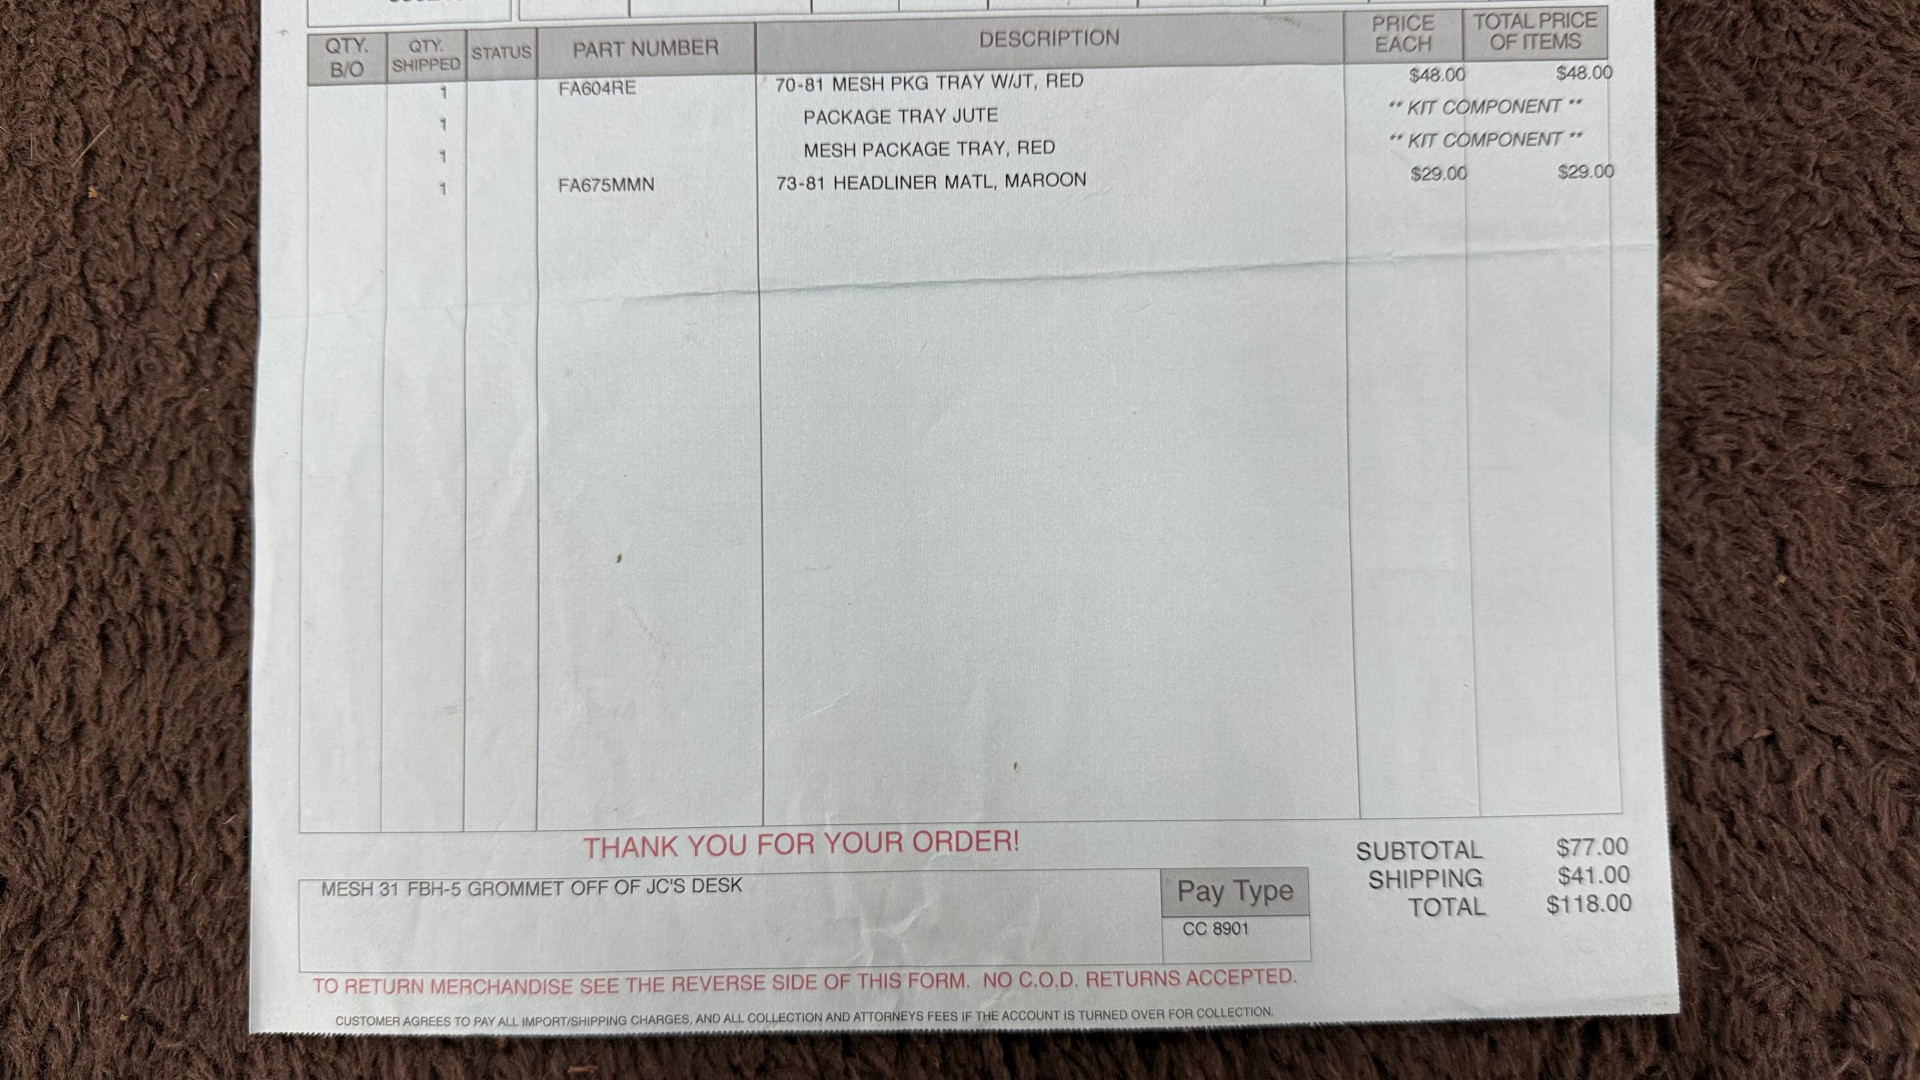 QTY. B/O QTY. SHIPPED STATUS PART NUMBER DESCRIPTION PRICE EACH TOTAL PRICE OF ITEMS
1 FA604RE 70-81 MESH PKG TRAY W/JT, RED $48.00 $48.00
1 PACKAGE TRAY JUTE ** KIT COMPONENT **
1 MESH PACKAGE TRAY, RED ** KIT COMPONENT **
1 FA675MMN 73-81 HEADLINER MATL, MAROON $29.00 $29.00
THANK YOU FOR YOUR ORDER!
SUBTOTAL $77.00
SHIPPING $41.00
TOTAL $118.00
MESH 31 FBH-5 GROMMET OFF OF JC'S DESK
Pay Type
CC 8901
TO RETURN MERCHANDISE SEE THE REVERSE SIDE OF THIS FORM. NO C.O.D. RETURNS ACCEPTED.
CUSTOMER AGREES TO PAY ALL IMPORT/SHIPPING CHARGES, AND ALL COLLECTION AND ATTORNEYS FEES IF THE ACCOUNT IS TURNED OVER FOR COLLECTION.